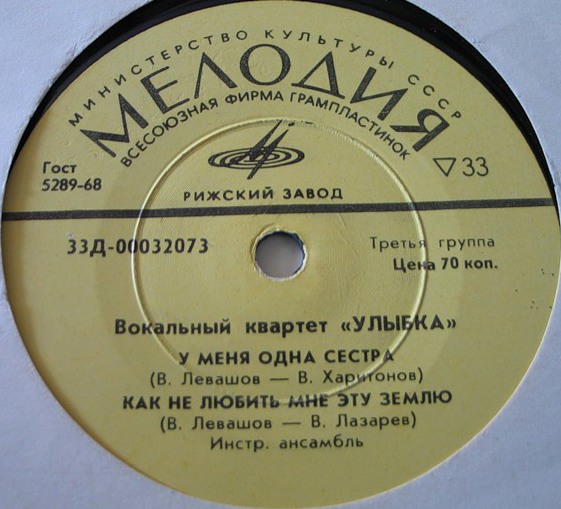 МИНИСТЕРСТВО КУЛЬТУРЫ СССР
МЕЛОДИЯ
ВСЕСОЮЗНАЯ ФИРМА ГРАМПЛАСТИНОК
Гост
5289-68
▽33
РИЖСКИЙ ЗАВОД
33Д-00032073
Третья группа
Цена 70 коп.
Вокальный квартет «УЛЫБКА»
У МЕНЯ ОДНА СЕСТРА
(В. Левашов — В. Харитонов)
КАК НЕ ЛЮБИТЬ МНЕ ЭТУ ЗЕМЛЮ
(В. Левашов — В. Лазарев)
Инстр. ансамбль